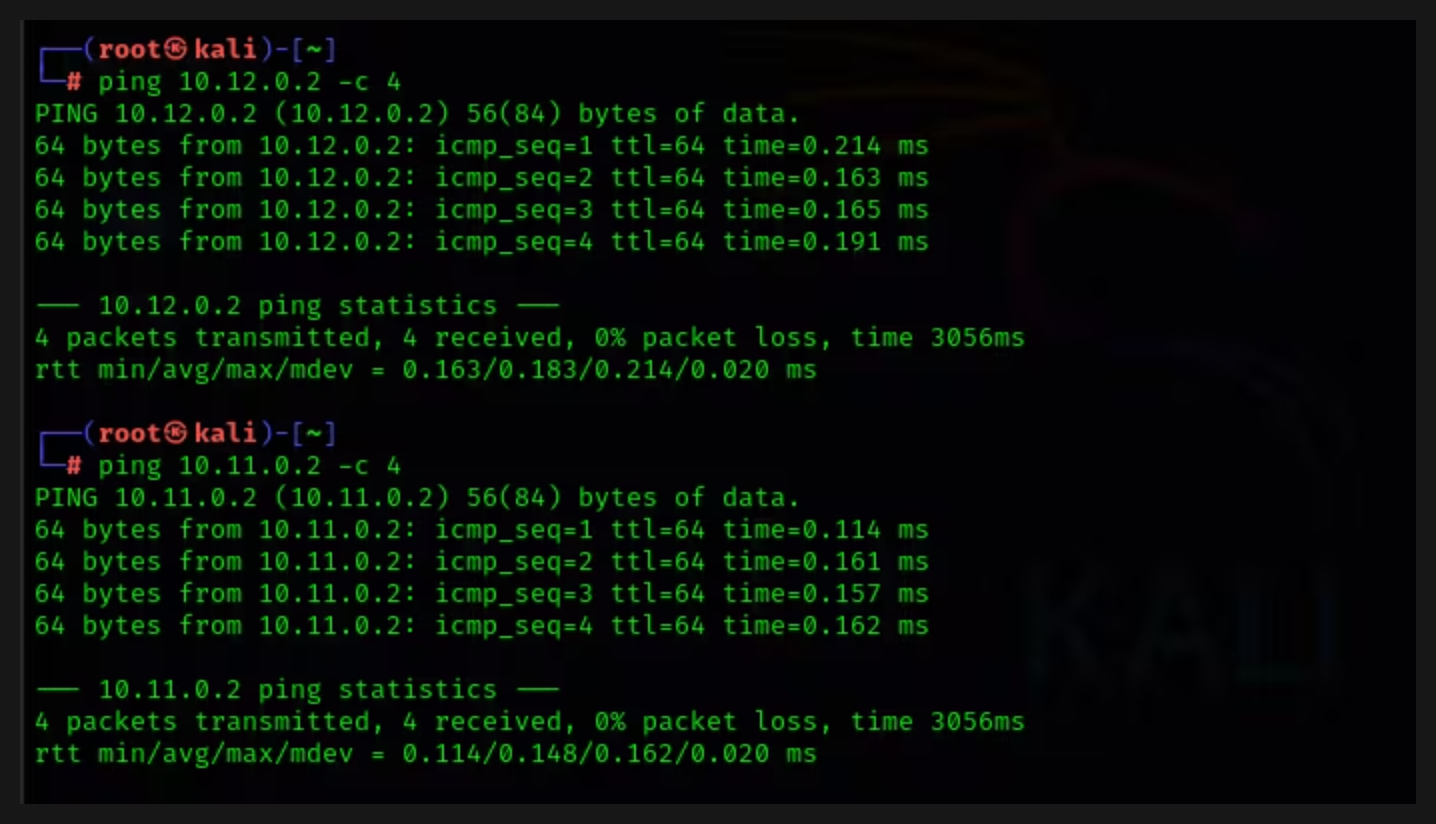 ┌──(root㉿kali)-[~]
└─# ping 10.12.0.2 -c 4
PING 10.12.0.2 (10.12.0.2) 56(84) bytes of data.
64 bytes from 10.12.0.2: icmp_seq=1 ttl=64 time=0.214 ms
64 bytes from 10.12.0.2: icmp_seq=2 ttl=64 time=0.163 ms
64 bytes from 10.12.0.2: icmp_seq=3 ttl=64 time=0.165 ms
64 bytes from 10.12.0.2: icmp_seq=4 ttl=64 time=0.191 ms
--- 10.12.0.2 ping statistics ---
4 packets transmitted, 4 received, 0% packet loss, time 3056ms
rtt min/avg/max/mdev = 0.163/0.183/0.214/0.020 ms
┌──(root㉿kali)-[~]
└─# ping 10.11.0.2 -c 4
PING 10.11.0.2 (10.11.0.2) 56(84) bytes of data.
64 bytes from 10.11.0.2: icmp_seq=1 ttl=64 time=0.114 ms
64 bytes from 10.11.0.2: icmp_seq=2 ttl=64 time=0.161 ms
64 bytes from 10.11.0.2: icmp_seq=3 ttl=64 time=0.157 ms
64 bytes from 10.11.0.2: icmp_seq=4 ttl=64 time=0.162 ms
KALI
--- 10.11.0.2 ping statistics ---
4 packets transmitted, 4 received, 0% packet loss, time 3056ms
rtt min/avg/max/mdev = 0.114/0.148/0.162/0.020 ms